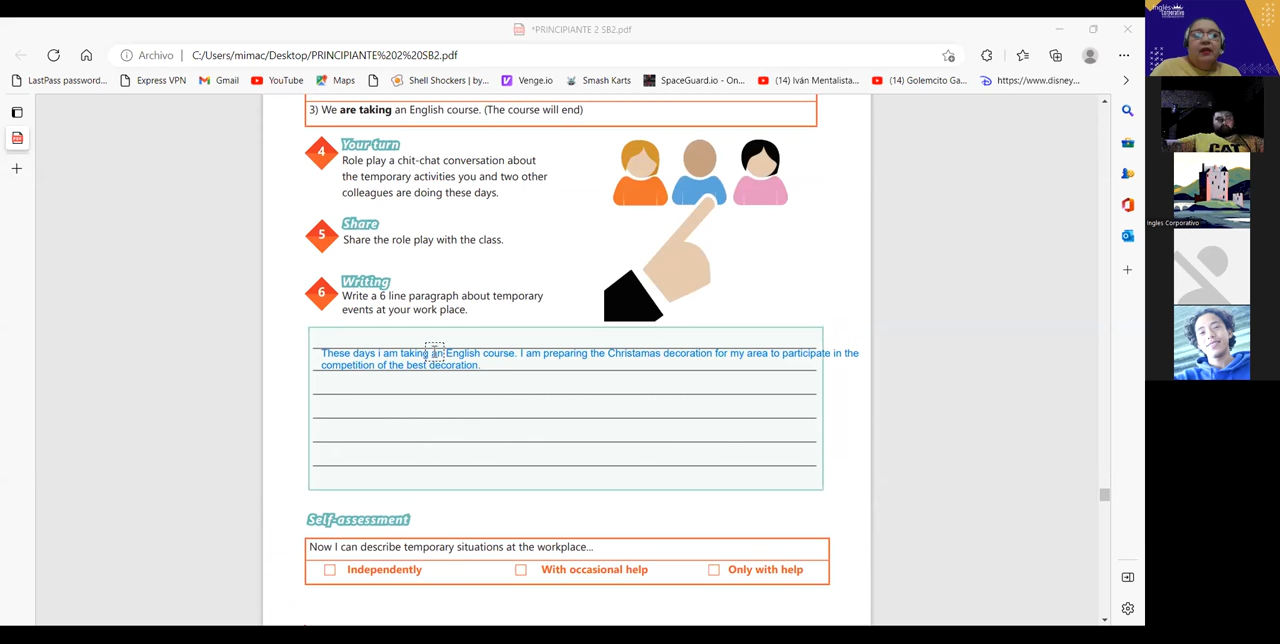 *PRINCIPIANTE 2 SB2.pdf
Archivo
C:/Users/mimac/Desktop/PRINCIPIANTE%202%20SB2.pdf
LastPass password...
Express VPN
Gmail
YouTube
Maps
Shell Shockers | by...
Venge.io
Smash Karts
SpaceGuard.io - On...
(14) Iván Mentalista...
(14) Golemcito Ga...
https://www.disney...
3) We are taking an English course. (The course will end)
4
Your turn
Role play a chit-chat conversation about
the temporary activities you and two other
colleagues are doing these days.
5
Share
Share the role play with the class.
6
Writing
Write a 6 line paragraph about temporary
events at your work place.
These days i am taking an English course. I am preparing the Christamas decoration for my area to participate in the
competition of the best decoration.
Self-assessment
Now I can describe temporary situations at the workplace...
Independently
With occasional help
Only with help
Inglés
Corporativo
CAT
Ingles Corporativo